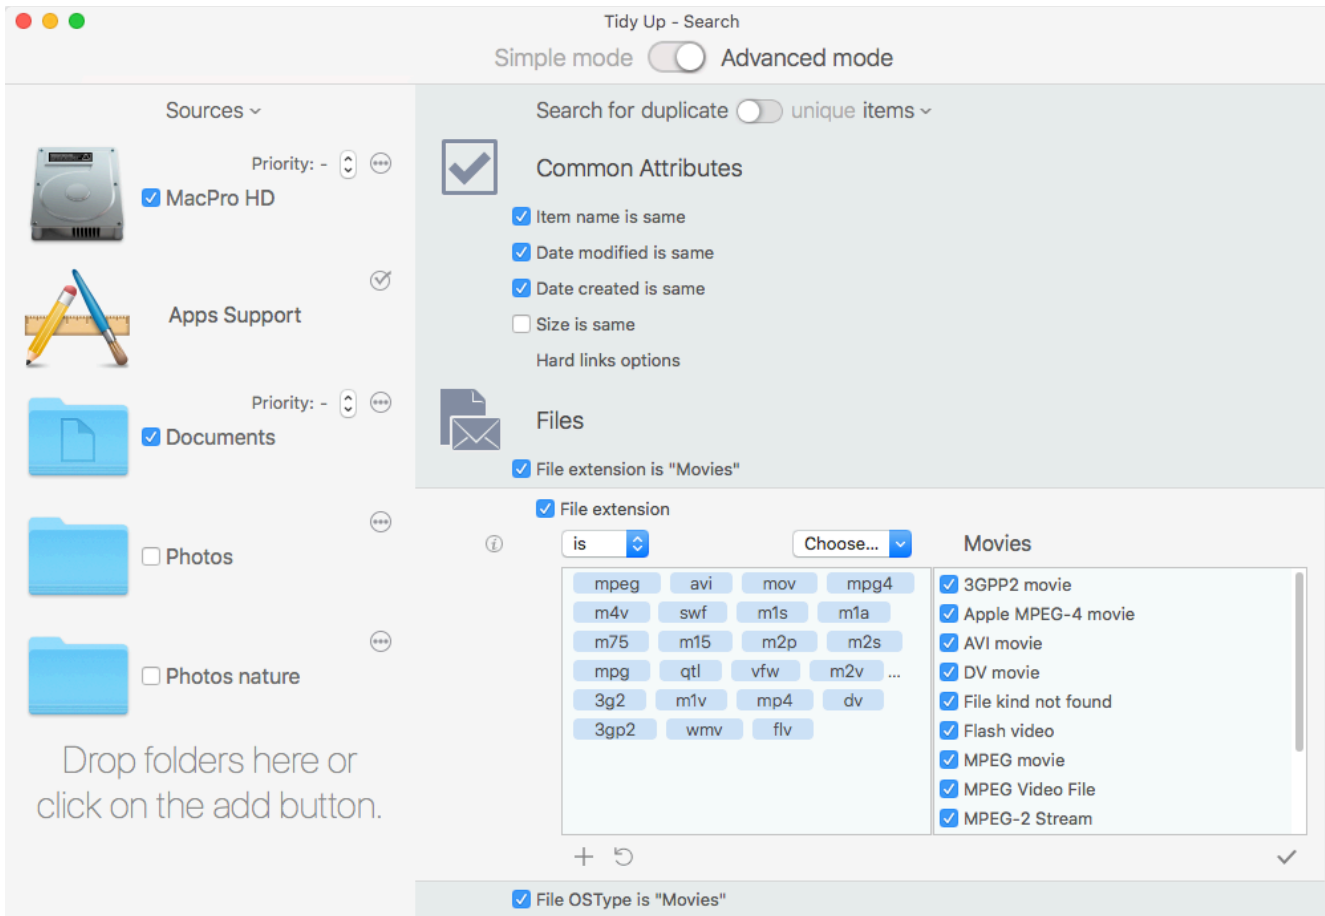 Tidy Up - Search
Simple mode Advanced mode
Sources
Priority: -
MacPro HD
Apps Support
Priority: -
Documents
Photos
Photos nature
Drop folders here or
click on the add button.
Search for duplicate unique items
Common Attributes
Item name is same
Date modified is same
Date created is same
Size is same
Hard links options
Files
File extension is "Movies"
File extension
is Choose... Movies
mpeg avi mov mpg4
m4v swf m1s m1a
m75 m15 m2p m2s
mpg qtl vfw m2v ...
3g2 m1v mp4 dv
3gp2 wmv flv
3GPP2 movie
Apple MPEG-4 movie
AVI movie
DV movie
File kind not found
Flash video
MPEG movie
MPEG Video File
MPEG-2 Stream
File OSType is "Movies"